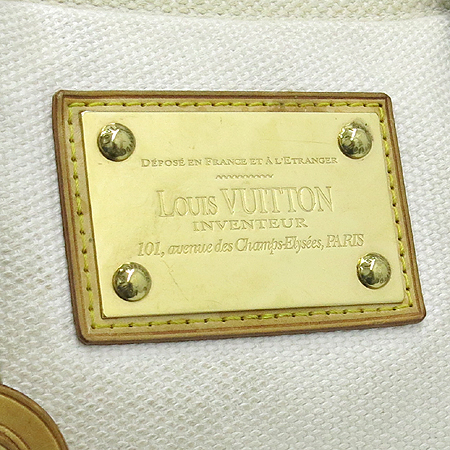 DÉPOSÉ EN FRANCE ET À L'ETRANGER
LOUIS VUITTON
INVENTEUR
101, avenue des Champs-Elysées, PARIS